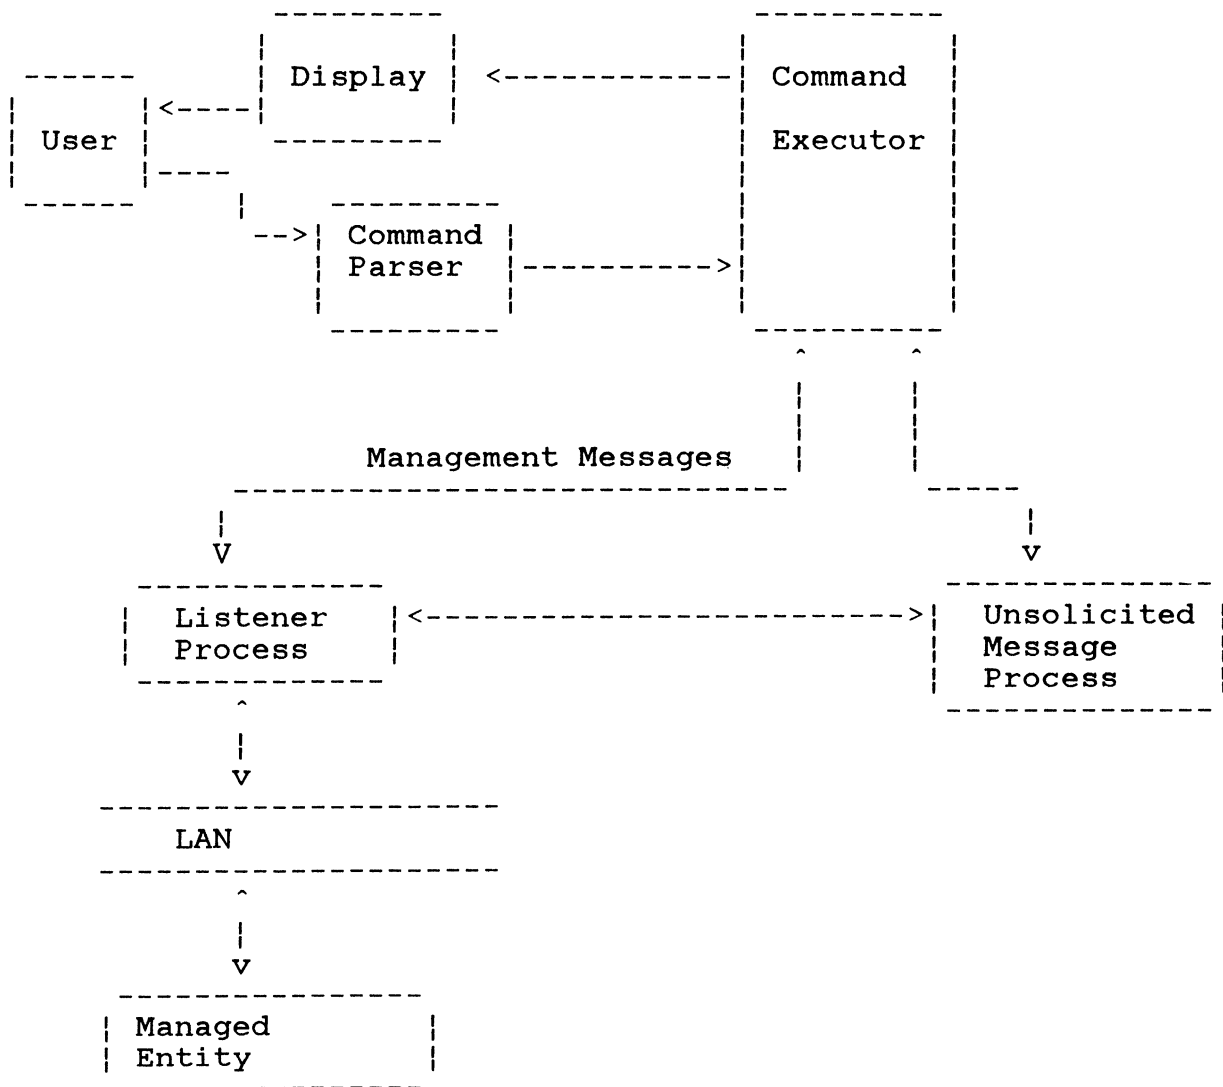 Display
User
Command
Executor
Command
Parser
Management Messages
Listener
Process
Unsolicited
Message
Process
LAN
Managed
Entity